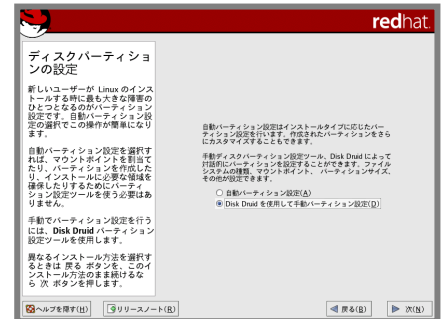 redhat.
ディスクパーティショ
ンの設定
新しいユーザーが Linux のインス
トールする時に最も大きな障害の
ひとつとなるのがパーティション
設定です。自動パーティション設
定の選択でこの操作が簡単になり
ます。
自動パーティション設定を選択す
れば、マウントポイントを割当て
たり、パーティションを作成した
り、インストールに必要な領域を
確保したりするためにパーティ
ション設定ツールを使う必要はあ
りません。
手動でパーティション設定を行う
には、Disk Druid パーティション
設定ツールを使用します。
異なるインストール方法を選択す
るときは 戻る ボタンを、このイ
ンストール方法のまま続けるな
ら 次 ボタンを押します。
自動パーティション設定はインストールタイプに応じたパー
ティション設定を行います。作成されたパーティションをさら
にカスタマイズすることもできます。
手動ディスクパーティション設定ツール、Disk Druid によって
対話的にパーティションを設定することができます。ファイル
システムの種類、マウントポイント、 パーティションサイズ、
その他が設定できます。
自動パーティション設定(A)
Disk Druid を使用して手動パーティション設定(D)
ヘルプを隠す(H)
リリースノート(R)
戻る(B)
次(N)